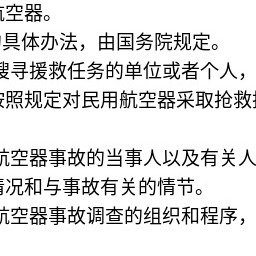 航空器。
具体办法，由国务院规定。
搜寻援救任务的单位或者个人，
按照规定对民用航空器采取抢救
航空器事故的当事人以及有关人
情况和与事故有关的情节。
航空器事故调查的组织和程序，